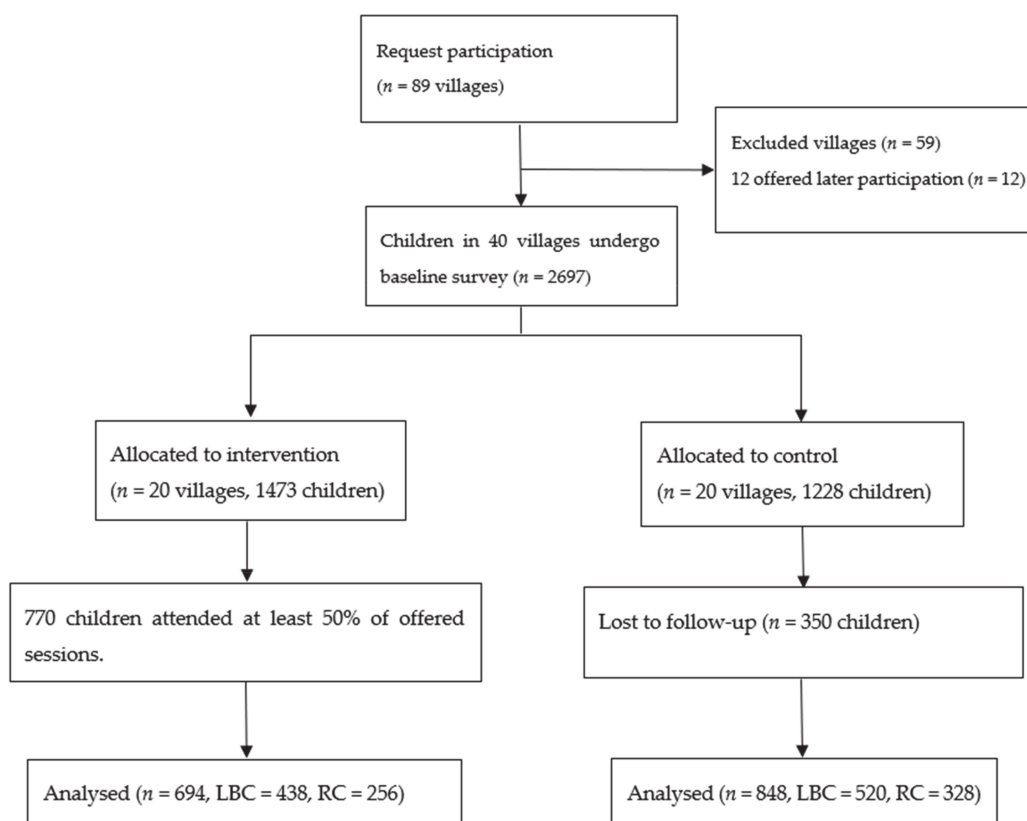 Request participation
(n = 89 villages)
Excluded villages (n = 59)
12 offered later participation (n = 12)
Children in 40 villages undergo
baseline survey (n = 2697)
Allocated to intervention
(n = 20 villages, 1473 children)
Allocated to control
(n = 20 villages, 1228 children)
770 children attended at least 50% of offered
sessions.
Lost to follow-up (n = 350 children)
Analysed (n = 694, LBC = 438, RC = 256)
Analysed (n = 848, LBC = 520, RC = 328)